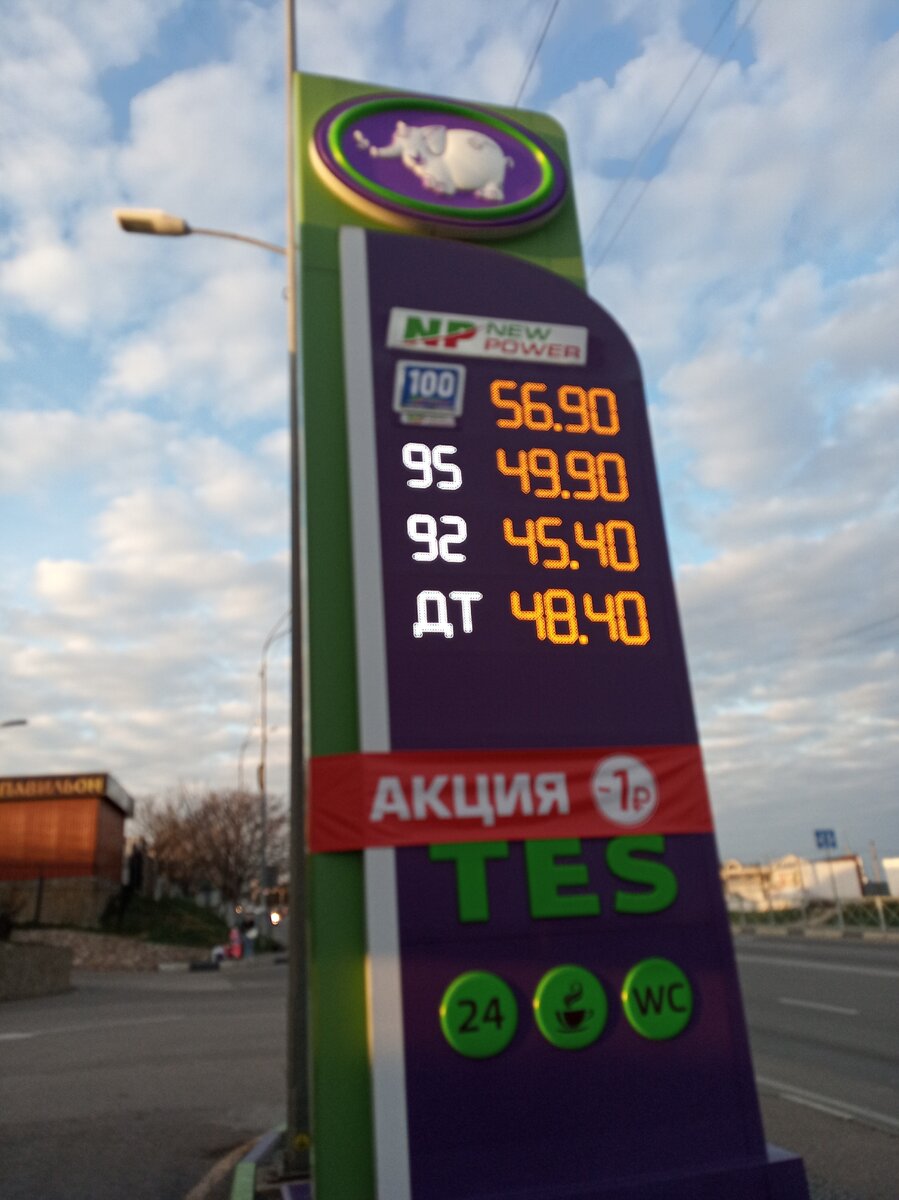 NP NEW
POWER
100
56.90
95 49.90
92 45.40
ДТ 48.40
АКЦИЯ -1₽
TES
24 WC
ПАВИЛЬОН